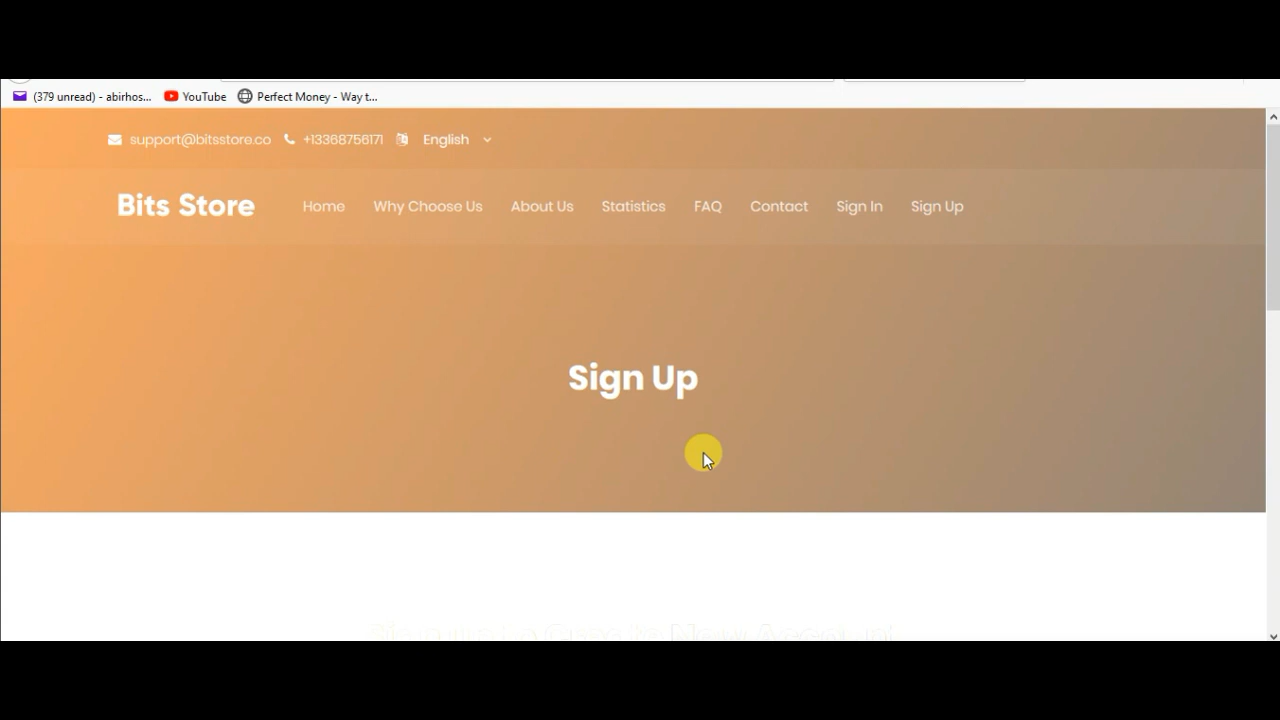 (379 unread) - abirhos... YouTube Perfect Money - Way t...
support@bitsstore.co +13368756171 English
Bits Store Home Why Choose Us About Us Statistics FAQ Contact Sign In Sign Up
Sign Up